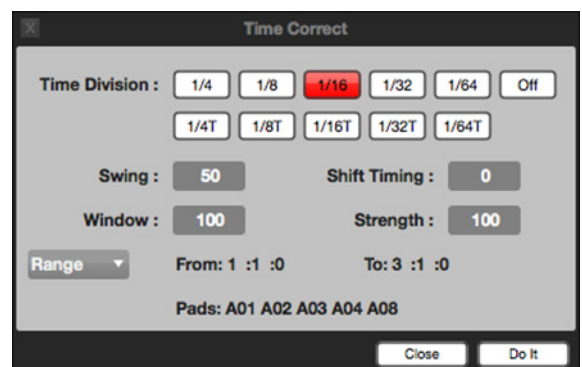 X Time Correct
Time Division : 1/4 1/8 1/16 1/32 1/64 Off
1/4T 1/8T 1/16T 1/32T 1/64T
Swing : 50 Shift Timing : 0
Window : 100 Strength : 100
Range From: 1 :1 :0 To: 3 :1 :0
Pads: A01 A02 A03 A04 A08
Close Do It